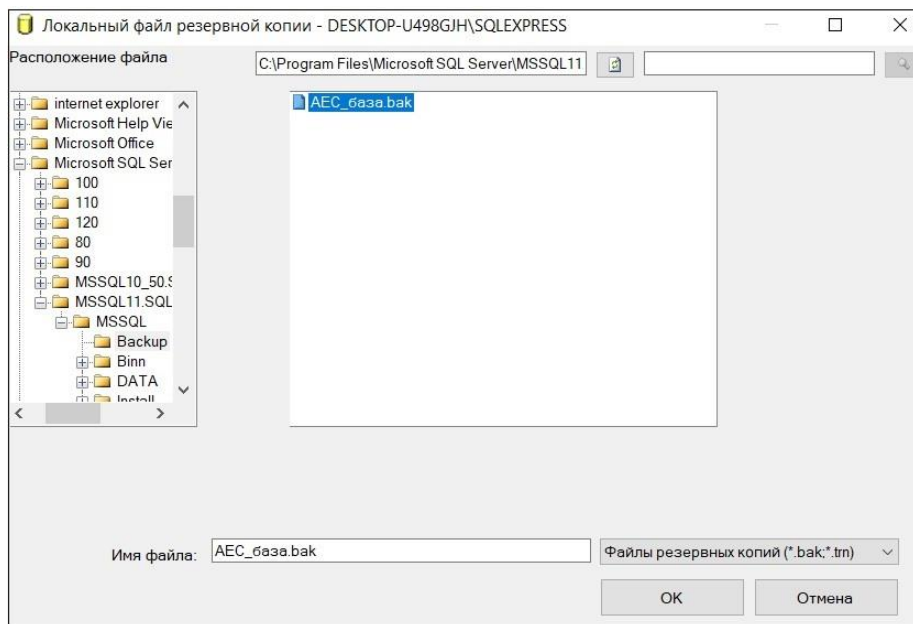 Локальный файл резервной копии - DESKTOP-U498GJH\SQLEXPRESS
Расположение файла
C:\Program Files\Microsoft SQL Server\MSSQL11
internet explorer
Microsoft Help Vie
Microsoft Office
Microsoft SQL Ser
100
110
120
80
90
MSSQL10_50.S
MSSQL11.SQL
MSSQL
Backup
Binn
DATA
Install
AEC_база.bak
Имя файла:
AEC_база.bak
Файлы резервных копий (*.bak;*.trn)
OK
Отмена